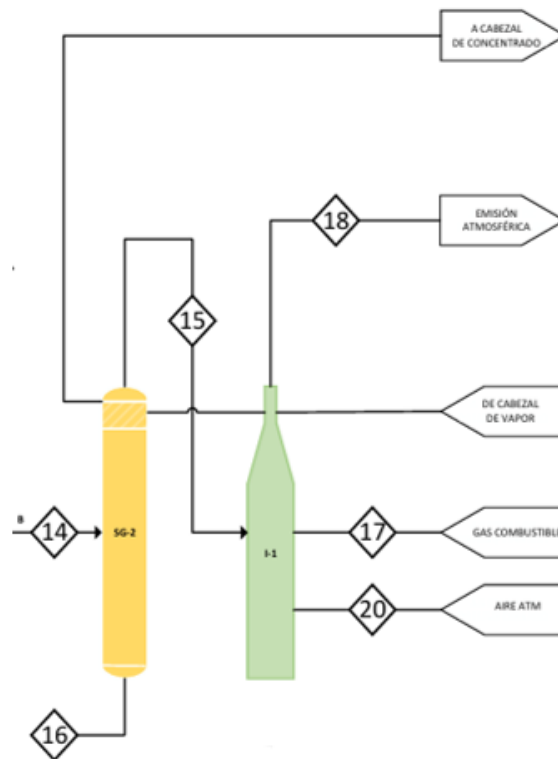 A CABEZAL
DE CONCENTRADO
18
EMISIÓN
ATMOSFÉRICA
15
DE CABEZAL
DE VAPOR
B
14
SG-2
I-1
17
GAS COMBUSTIBLE
20
AIRE ATM
16